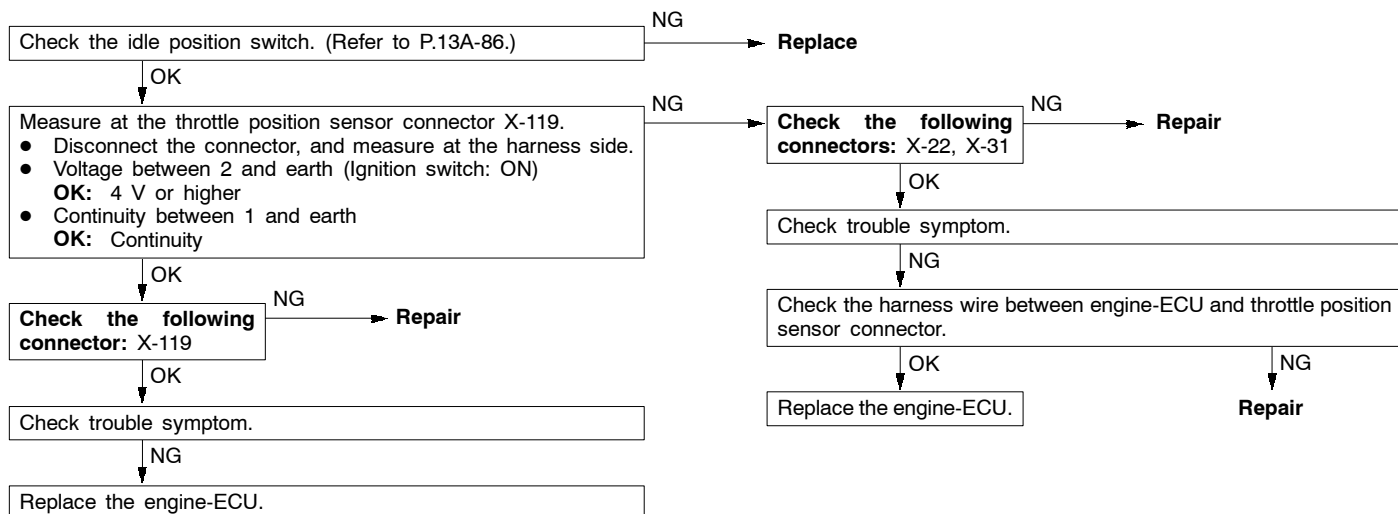 Check the idle position switch. (Refer to P.13A-86.)
NG
Replace
OK
Measure at the throttle position sensor connector X-119.
● Disconnect the connector, and measure at the harness side.
● Voltage between 2 and earth (Ignition switch: ON)
OK: 4 V or higher
● Continuity between 1 and earth
OK: Continuity
NG
Check the following
connectors: X-22, X-31
NG
Repair
OK
Check trouble symptom.
NG
Check the harness wire between engine-ECU and throttle position
sensor connector.
OK
NG
Replace the engine-ECU.
Repair
OK
Check the following
connector: X-119
NG
Repair
OK
Check trouble symptom.
NG
Replace the engine-ECU.